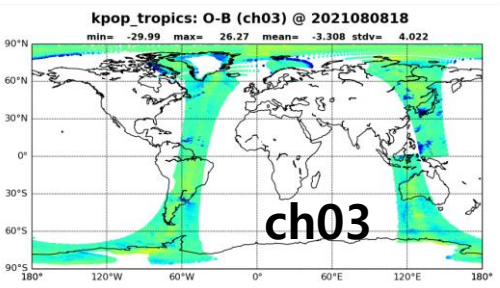 kpop_tropics: O-B (ch03) @ 2021080818
min= -29.99 max= 26.27 mean= -3.308 stdv= 4.022
90°N
60°N
30°N
0°
30°S
60°S
90°S
ch03
180° 120°W 60°W 0° 60°E 120°E 180°